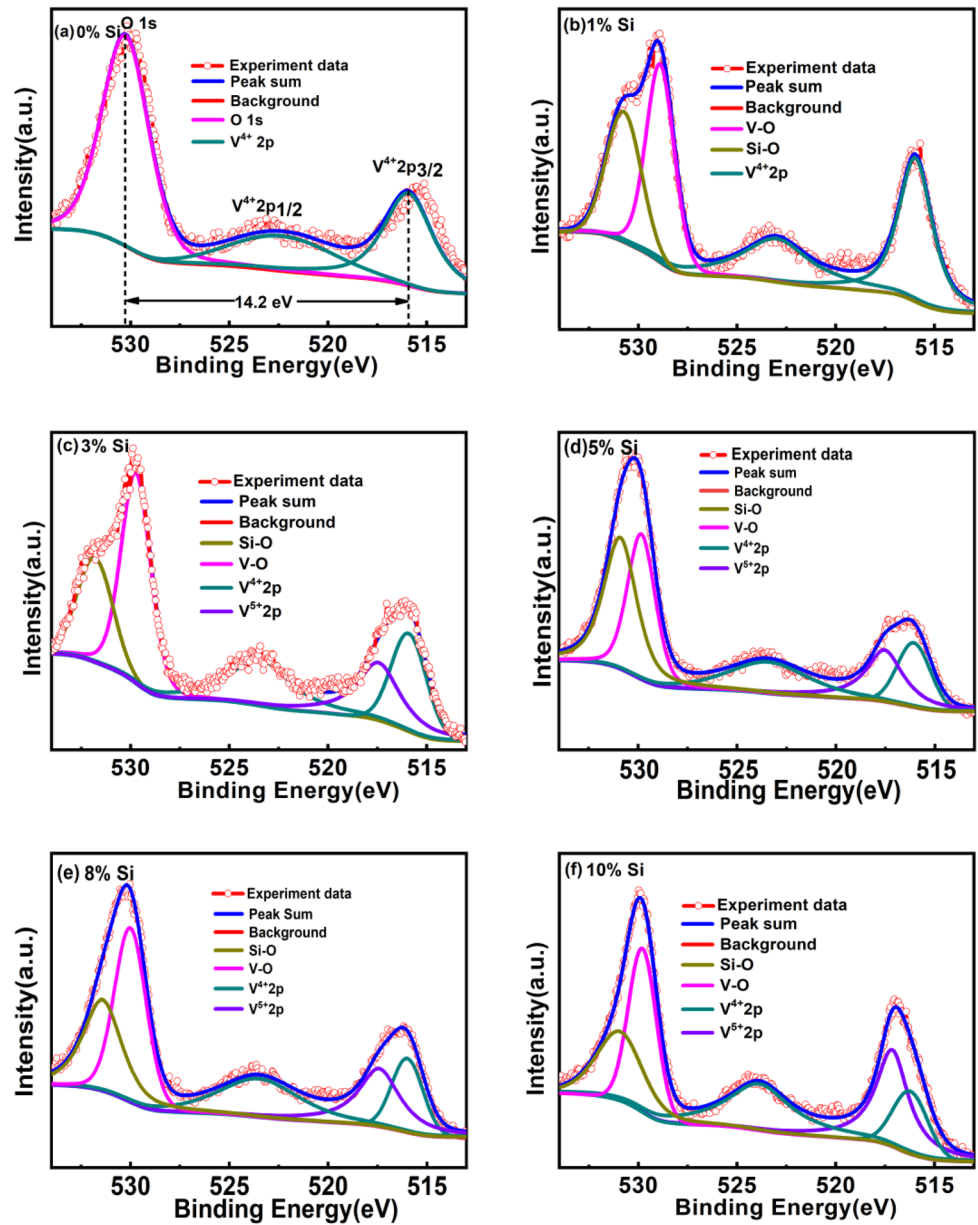 (a) 0% Si
O 1s
Experiment data
Peak sum
Background
O 1s
V⁴⁺ 2p
V⁴⁺2p1/2
V⁴⁺2p3/2
14.2 eV
530 525 520 515
Binding Energy(eV)
Intensity(a.u.)
(b) 1% Si
Experiment data
Peak sum
Background
V-O
Si-O
V⁴⁺2p
530 525 520 515
Binding Energy(eV)
Intensity(a.u.)
(c) 3% Si
Experiment data
Peak sum
Background
Si-O
V-O
V⁴⁺2p
V⁵⁺2p
530 525 520 515
Binding Energy(eV)
Intensity(a.u.)
(d) 5% Si
Experiment data
Peak sum
Background
Si-O
V-O
V⁴⁺2p
V⁵⁺2p
530 525 520 515
Binding Energy(eV)
Intensity(a.u.)
(e) 8% Si
Experiment data
Peak Sum
Background
Si-O
V-O
V⁴⁺2p
V⁵⁺2p
530 525 520 515
Binding Energy(eV)
Intensity(a.u.)
(f) 10% Si
Experiment data
Peak sum
Background
Si-O
V-O
V⁴⁺2p
V⁵⁺2p
530 525 520 515
Binding Energy(eV)
Intensity(a.u.)